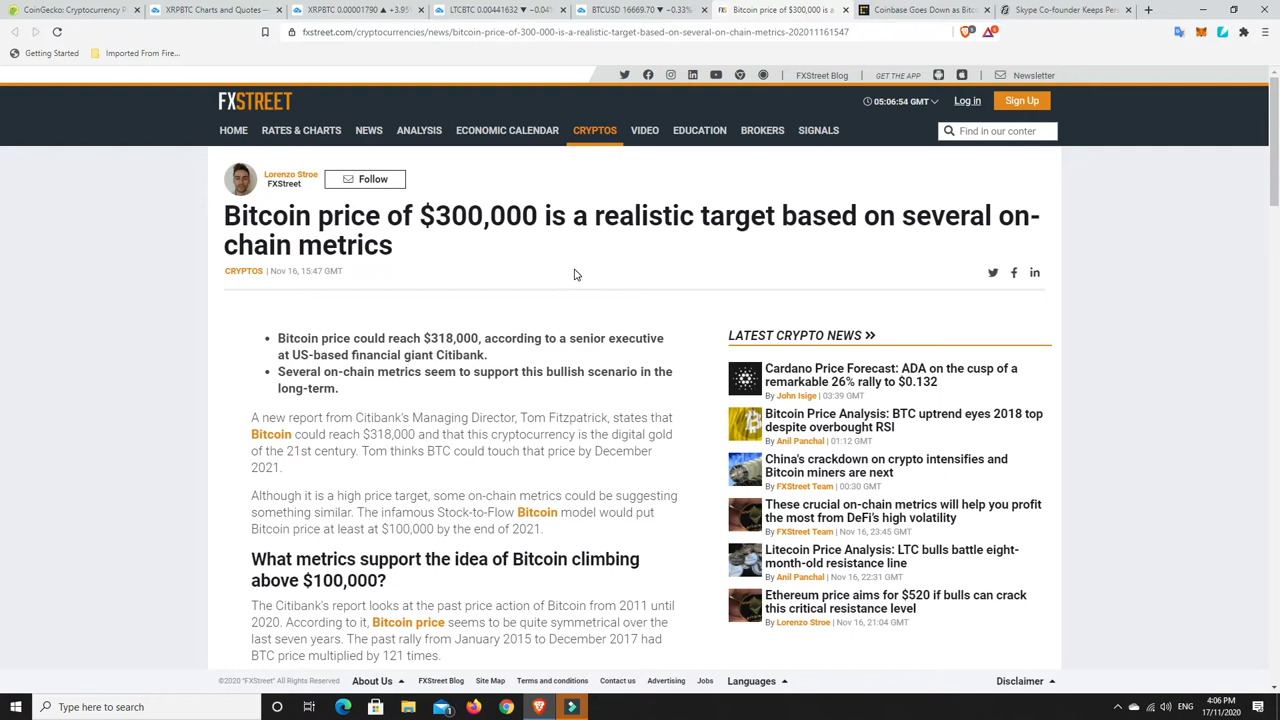 CoinGecko: Cryptocurrency P
XRPBTC Charts and Quotes — T
XRPBTC 0.00001790 ▲ +3.95
LTCBTC 0.00441632 ▼ −0.04
BTCUSD 16669.70 ▼ −0.33%
Bitcoin price of $300,000 is a
Coinbase Goes Down as Bitco
Skype Co-Founder Keeps Pers
fxstreet.com/cryptocurrencies/news/bitcoin-price-of-300-000-is-a-realistic-target-based-on-several-on-chain-metrics-202011161547
Getting Started
Imported From Fire...
FXStreet Blog
GET THE APP
Newsletter
FXSTREET
05:06:54 GMT
Log in
Sign Up
HOME RATES & CHARTS NEWS ANALYSIS ECONOMIC CALENDAR CRYPTOS VIDEO EDUCATION BROKERS SIGNALS
Find in our conter
Lorenzo Stroe
FXStreet
Follow
Bitcoin price of $300,000 is a realistic target based on several on-
chain metrics
CRYPTOS | Nov 16, 15:47 GMT
• Bitcoin price could reach $318,000, according to a senior executive
at US-based financial giant Citibank.
• Several on-chain metrics seem to support this bullish scenario in the
long-term.
A new report from Citibank's Managing Director, Tom Fitzpatrick, states that
Bitcoin could reach $318,000 and that this cryptocurrency is the digital gold
of the 21st century. Tom thinks BTC could touch that price by December
2021.
Although it is a high price target, some on-chain metrics could be suggesting
something similar. The infamous Stock-to-Flow Bitcoin model would put
Bitcoin price at least at $100,000 by the end of 2021.
What metrics support the idea of Bitcoin climbing
above $100,000?
The Citibank's report looks at the past price action of Bitcoin from 2011 until
2020. According to it, Bitcoin price seems to be quite symmetrical over the
last seven years. The past rally from January 2015 to December 2017 had
BTC price multiplied by 121 times.
LATEST CRYPTO NEWS
Cardano Price Forecast: ADA on the cusp of a
remarkable 26% rally to $0.132
By John Isige | 03:39 GMT
Bitcoin Price Analysis: BTC uptrend eyes 2018 top
despite overbought RSI
By Anil Panchal | 01:12 GMT
China's crackdown on crypto intensifies and
Bitcoin miners are next
By FXStreet Team | 00:30 GMT
These crucial on-chain metrics will help you profit
the most from DeFi's high volatility
By FXStreet Team | Nov 16, 23:45 GMT
Litecoin Price Analysis: LTC bulls battle eight-
month-old resistance line
By Anil Panchal | Nov 16, 22:31 GMT
Ethereum price aims for $520 if bulls can crack
this critical resistance level
By Lorenzo Stroe | Nov 16, 21:04 GMT
©2020 "FXStreet" All Rights Reserved
About Us
FXStreet Blog
Site Map
Terms and conditions
Contact us
Advertising
Jobs
Languages
Disclaimer
Type here to search
ENG
4:06 PM
17/11/2020